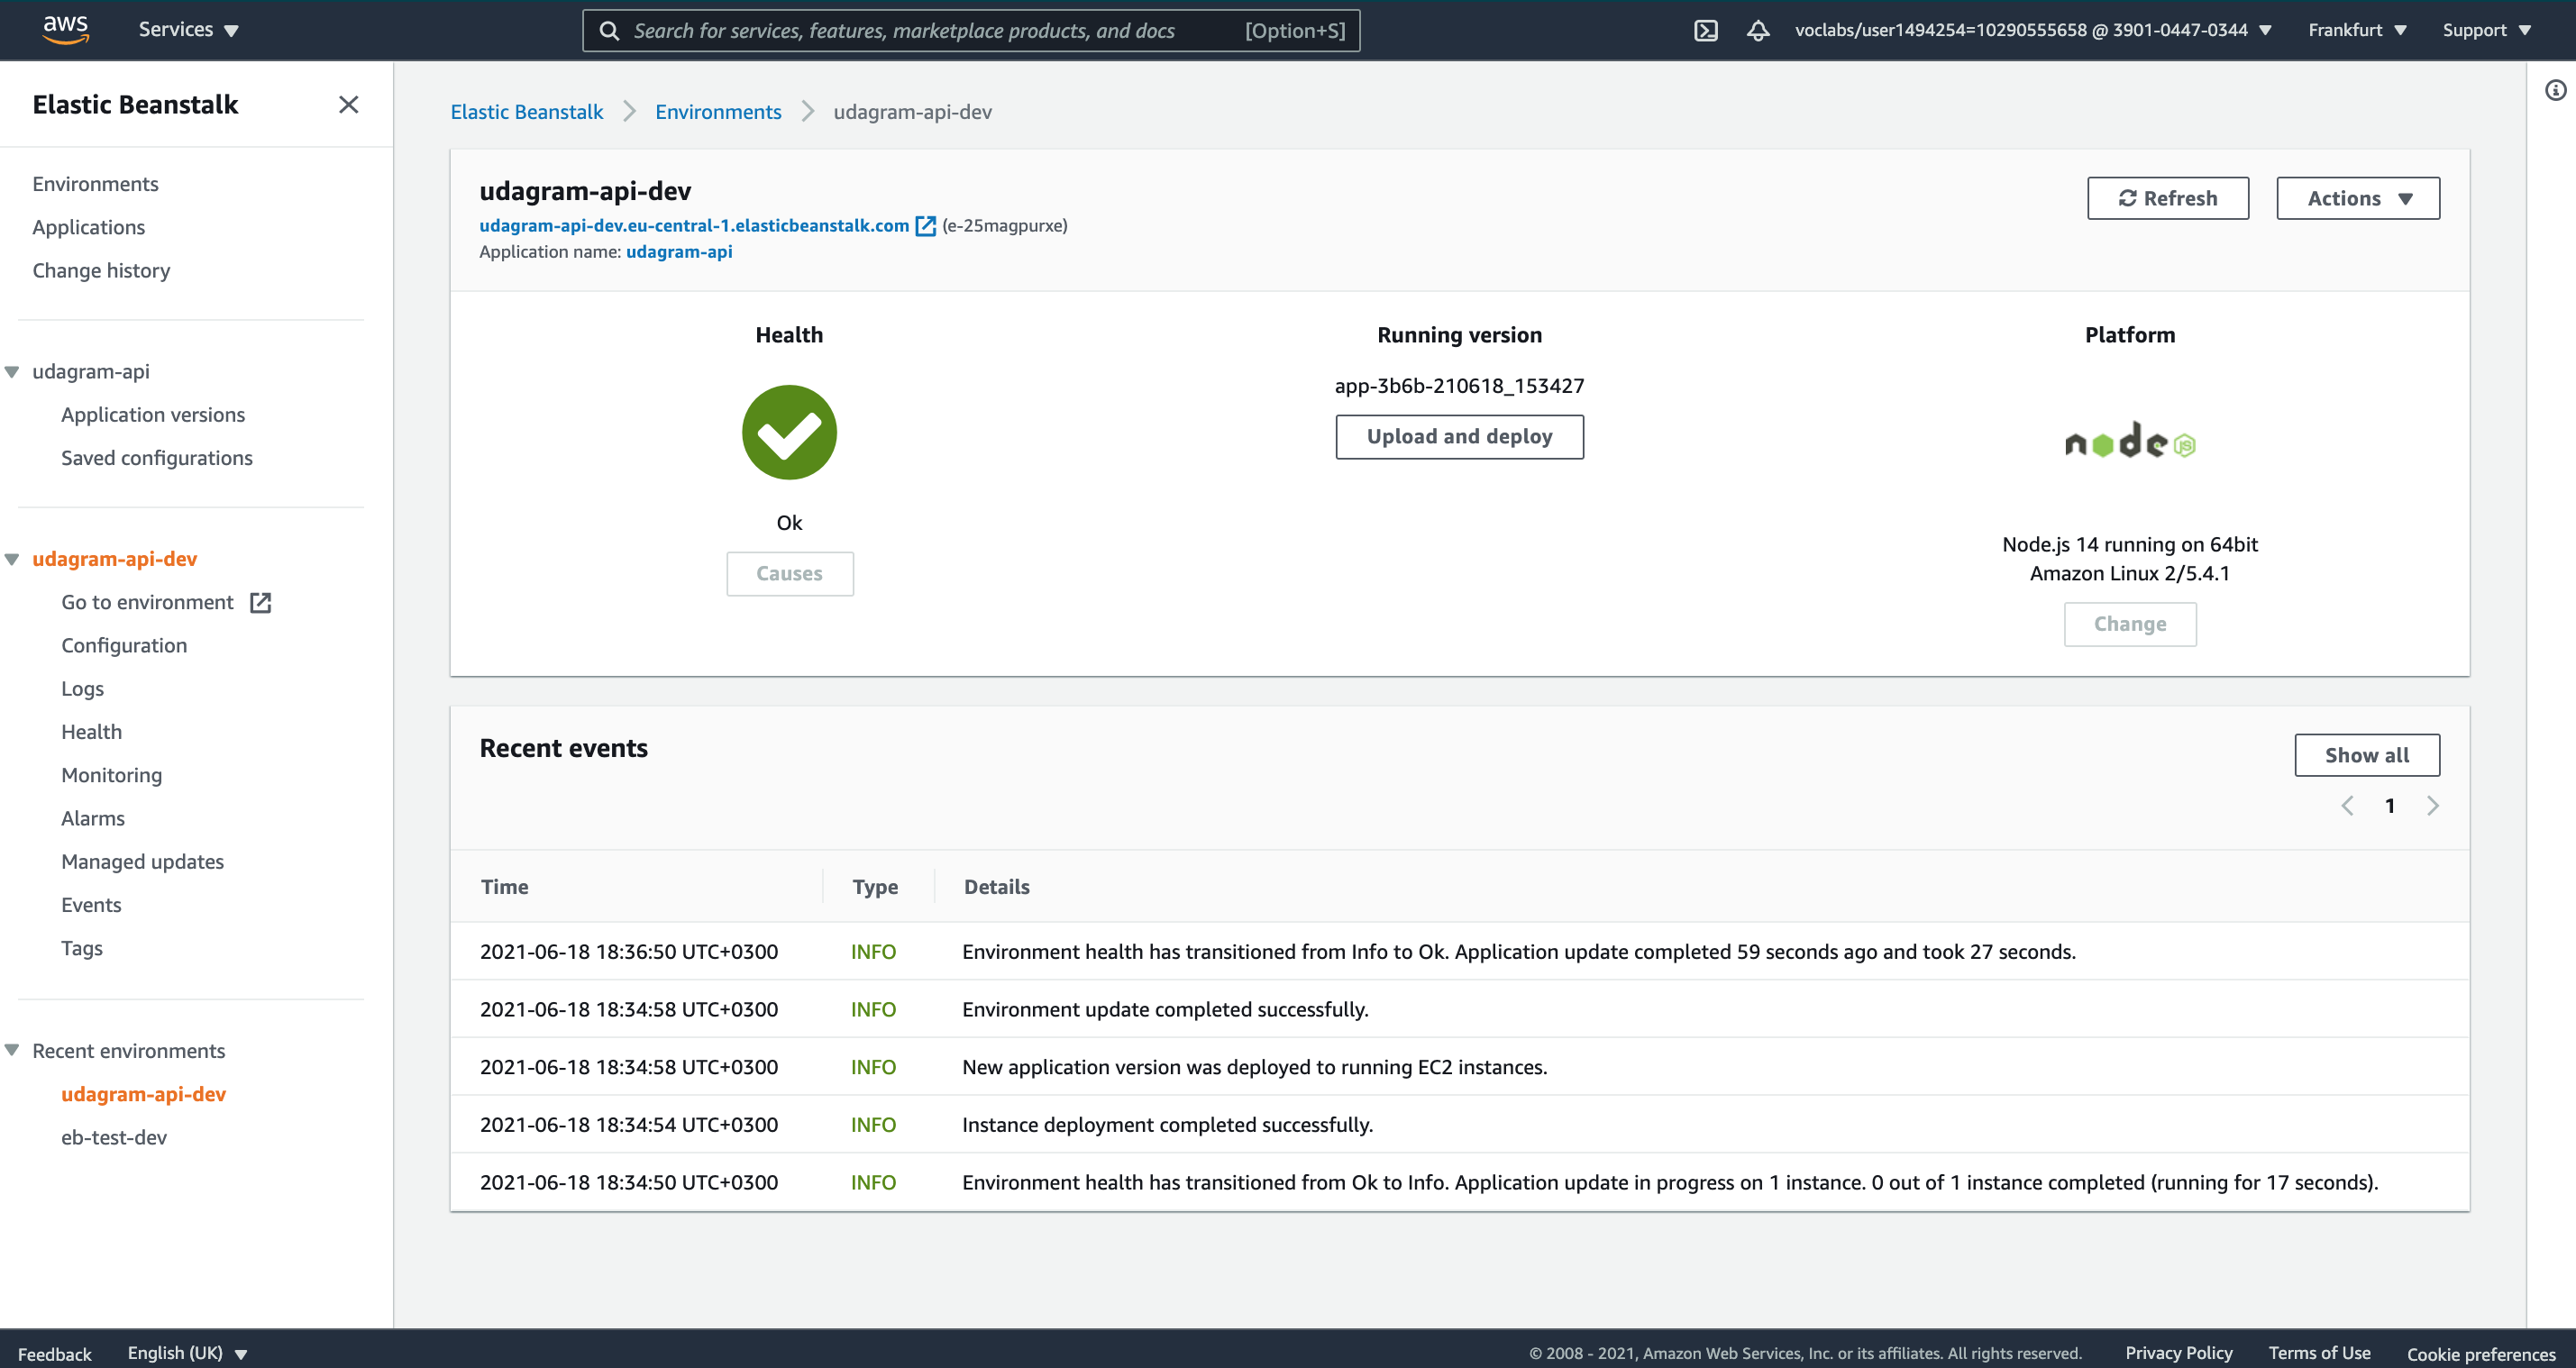 aws
Services
Search for services, features, marketplace products, and docs [Option+S]
voclabs/user1494254=10290555658 @ 3901-0447-0344
Frankfurt
Support
Elastic Beanstalk
Environments
Applications
Change history
udagram-api
Application versions
Saved configurations
udagram-api-dev
Go to environment
Configuration
Logs
Health
Monitoring
Alarms
Managed updates
Events
Tags
Recent environments
udagram-api-dev
eb-test-dev
Elastic Beanstalk > Environments > udagram-api-dev
udagram-api-dev
udagram-api-dev.eu-central-1.elasticbeanstalk.com (e-25magpurxe)
Application name: udagram-api
Refresh
Actions
Health
Ok
Causes
Running version
app-3b6b-210618_153427
Upload and deploy
Platform
node JS
Node.js 14 running on 64bit
Amazon Linux 2/5.4.1
Change
Recent events
Show all
1
Time Type Details
2021-06-18 18:36:50 UTC+0300 INFO Environment health has transitioned from Info to Ok. Application update completed 59 seconds ago and took 27 seconds.
2021-06-18 18:34:58 UTC+0300 INFO Environment update completed successfully.
2021-06-18 18:34:58 UTC+0300 INFO New application version was deployed to running EC2 instances.
2021-06-18 18:34:54 UTC+0300 INFO Instance deployment completed successfully.
2021-06-18 18:34:50 UTC+0300 INFO Environment health has transitioned from Ok to Info. Application update in progress on 1 instance. 0 out of 1 instance completed (running for 17 seconds).
Feedback
English (UK)
© 2008 - 2021, Amazon Web Services, Inc. or its affiliates. All rights reserved.
Privacy Policy
Terms of Use
Cookie preferences